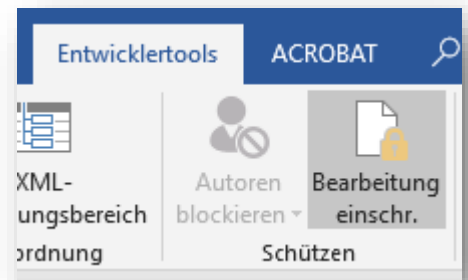 Entwicklertools ACROBAT
XML- Autoren Bearbeitung
ungsbereich blockieren einschr.
ordnung Schützen